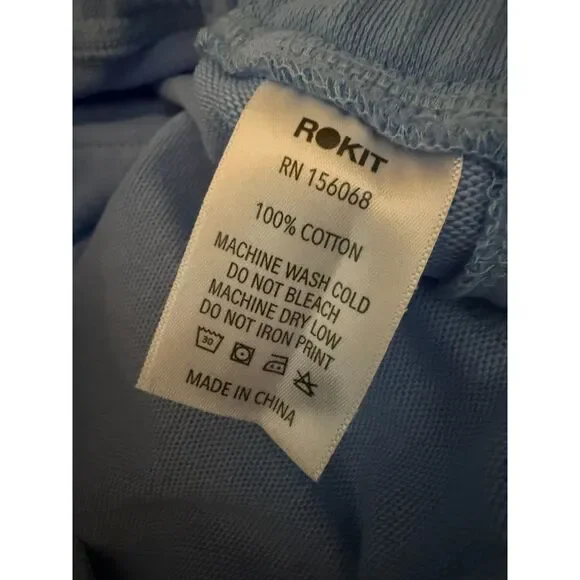 ROKIT
RN 156068
100% COTTON
MACHINE WASH COLD
DO NOT BLEACH
MACHINE DRY LOW
DO NOT IRON PRINT
30
MADE IN CHINA